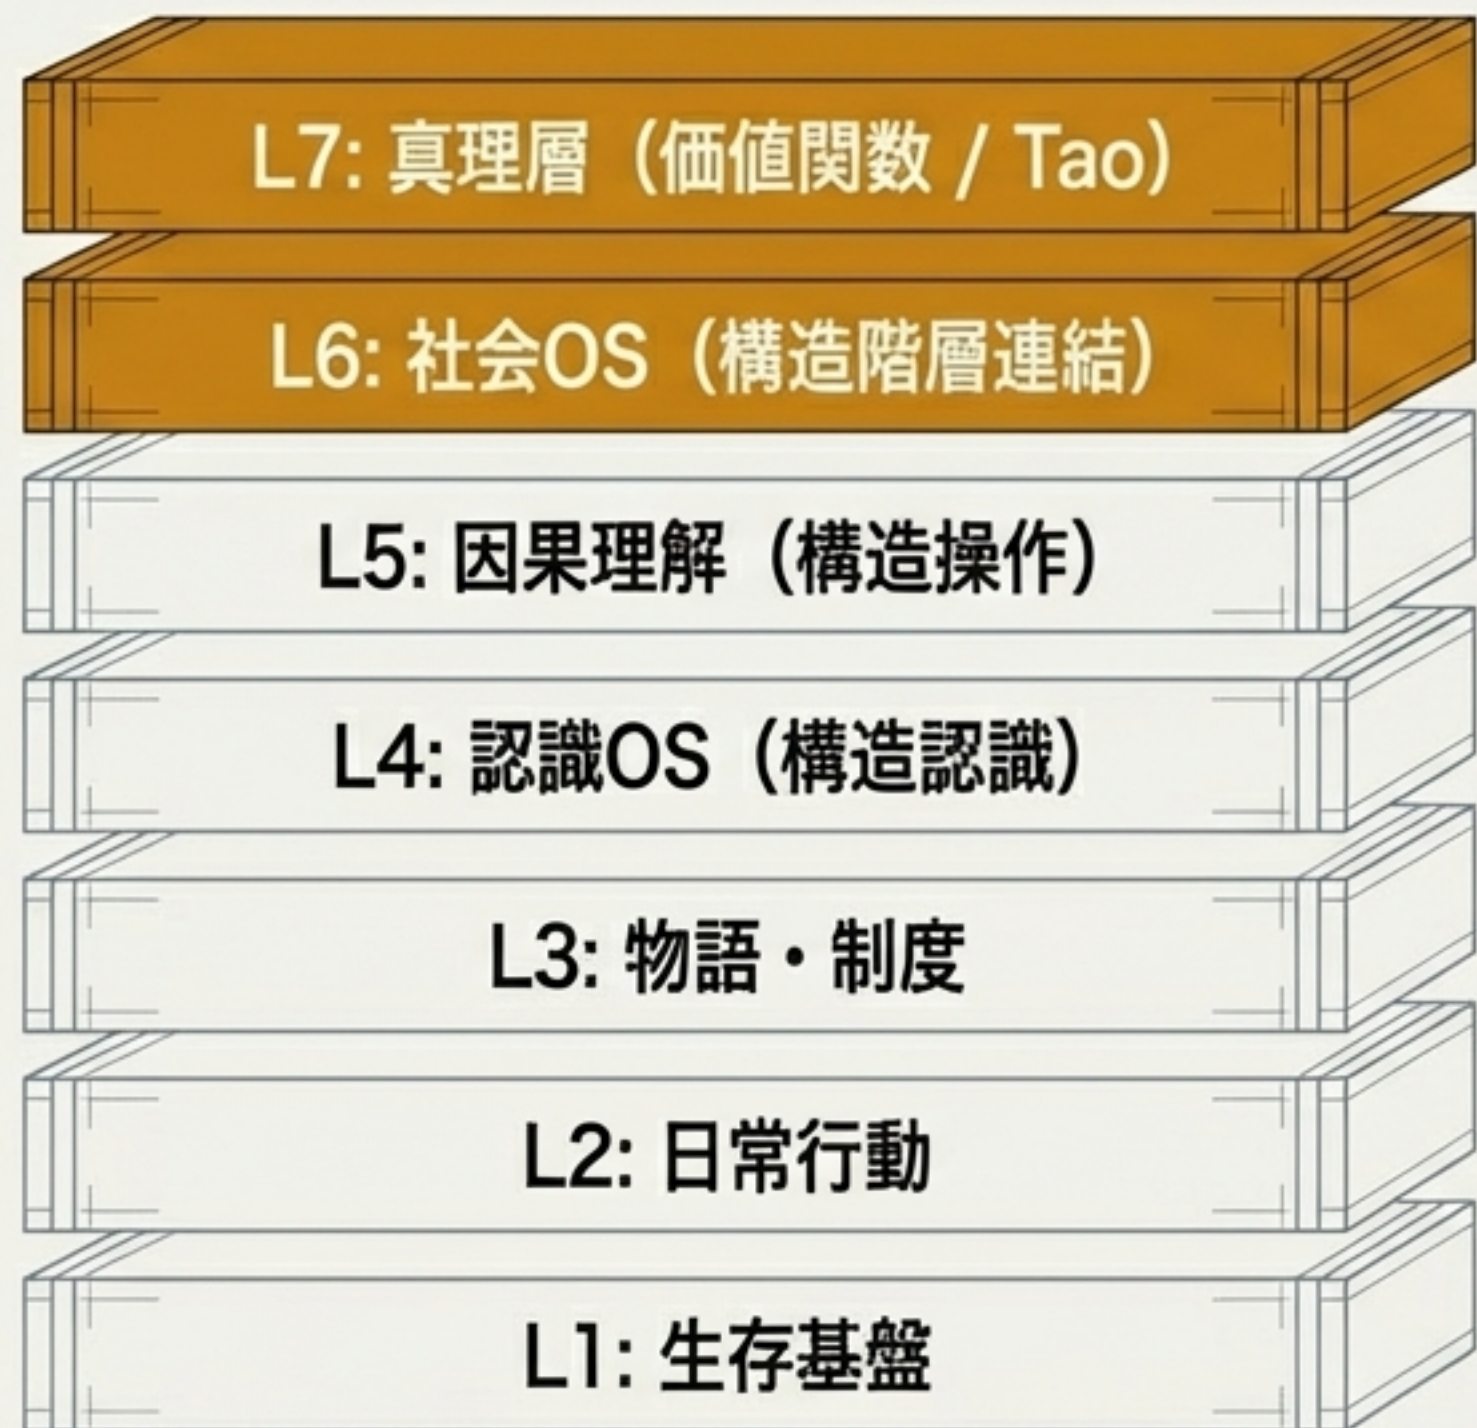 L7: 真理層（価値関数 / Tao）
L6: 社会OS（構造階層連結）
L5: 因果理解（構造操作）
L4: 認識OS（構造認識）
L3: 物語・制度
L2: 日常行動
L1: 生存基盤